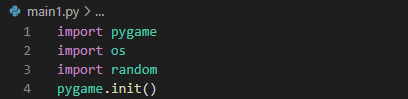 main1.py > ...
1 import pygame
2 import os
3 import random
4 pygame.init()